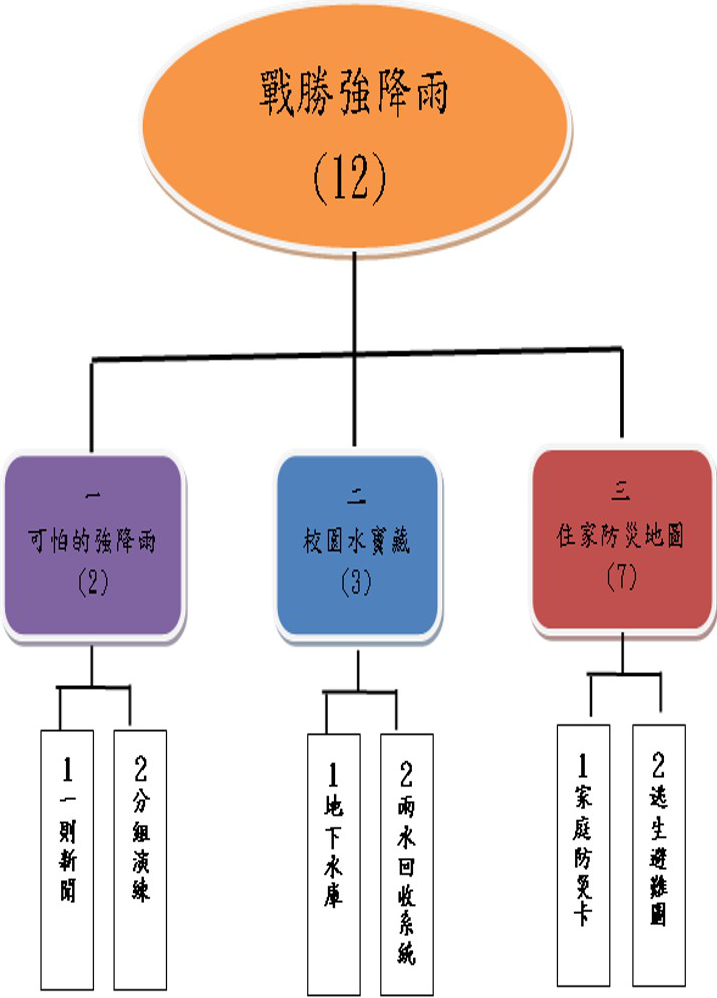 戰勝強降雨
(12)
一
可怕的強降雨
(2)
二
校園水寶藏
(3)
三
住家防災地圖
(7)
1一則新聞
2分組演練
1地下水庫
2雨水回收系統
1家庭防災卡
2逃生避難圖